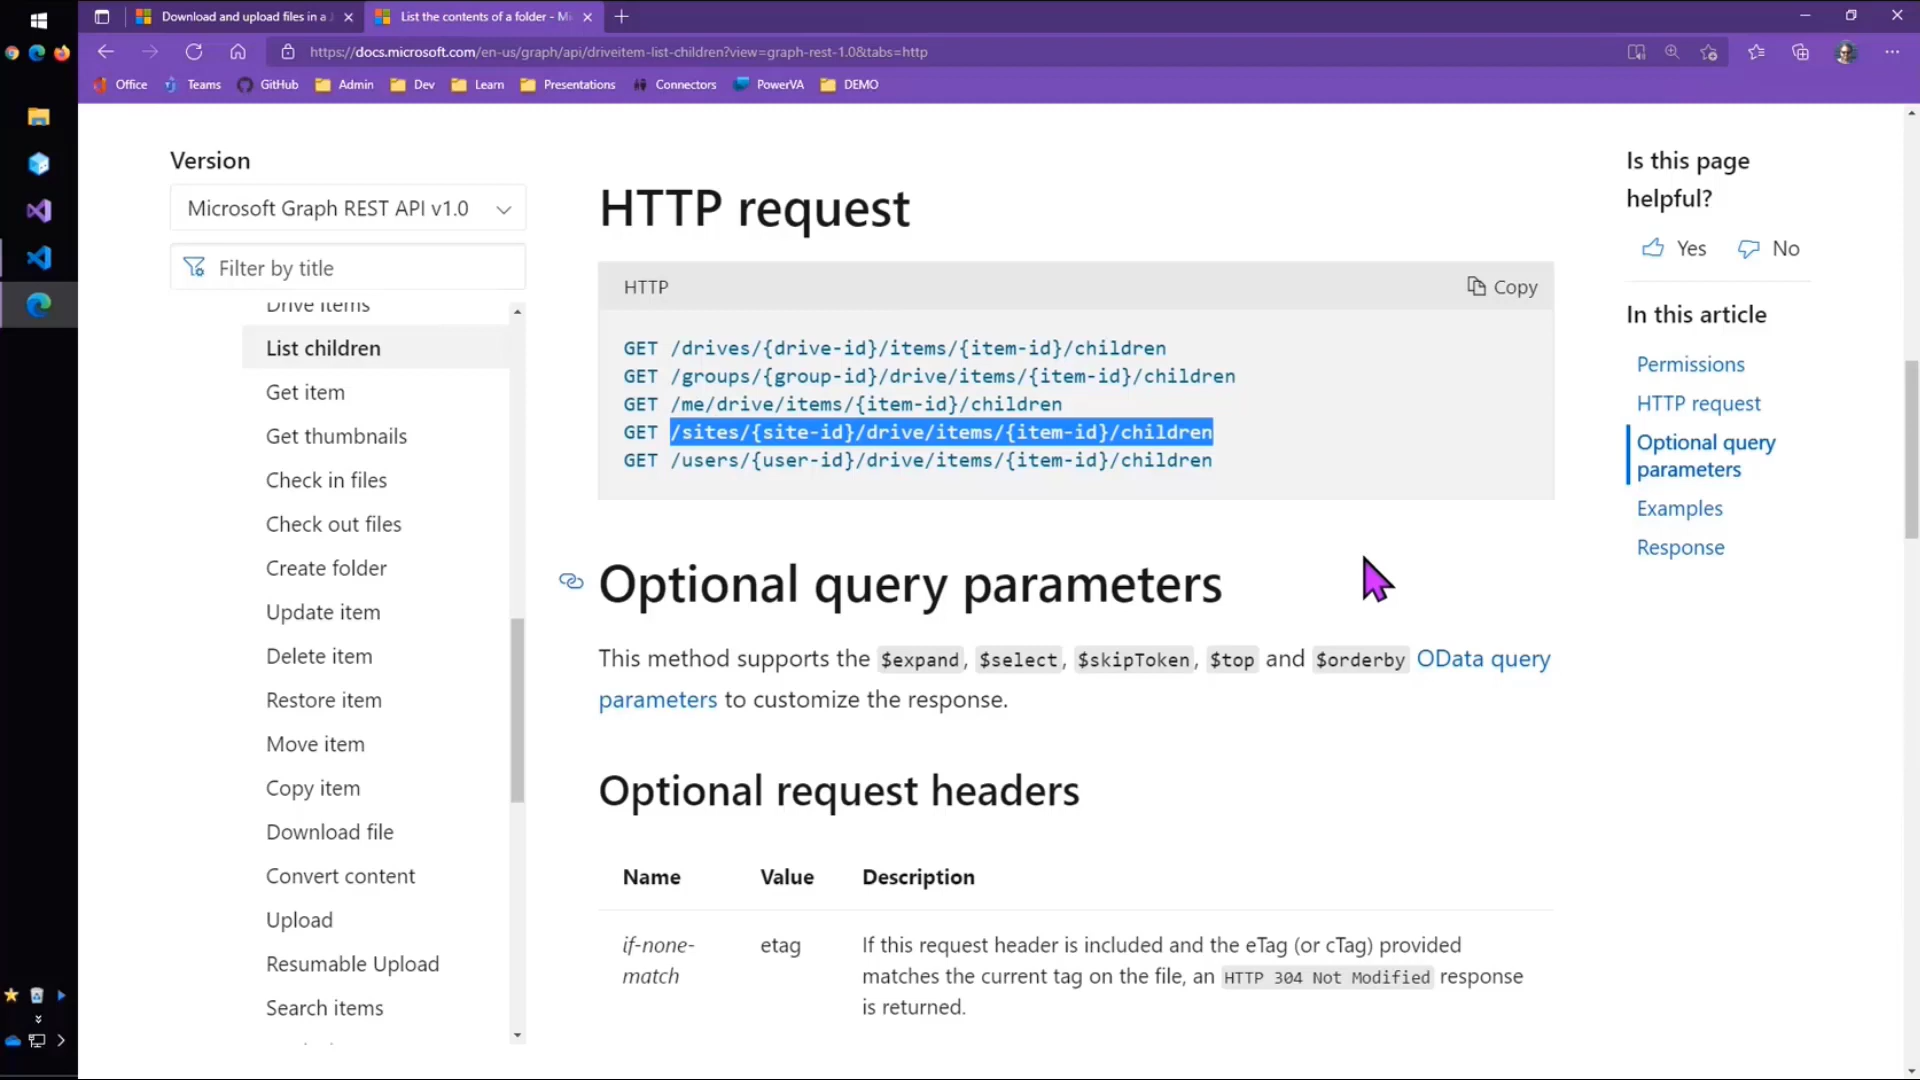 Download and upload files in a
List the contents of a folder - Mi
https://docs.microsoft.com/en-us/graph/api/driveitem-list-children?view=graph-rest-1.0&tabs=http
Office Teams GitHub Admin Dev Learn Presentations Connectors PowerVA DEMO
Version
Microsoft Graph REST API v1.0
Filter by title
Drive items
List children
Get item
Get thumbnails
Check in files
Check out files
Create folder
Update item
Delete item
Restore item
Move item
Copy item
Download file
Convert content
Upload
Resumable Upload
Search items
HTTP request
HTTP
Copy
GET /drives/{drive-id}/items/{item-id}/children
GET /groups/{group-id}/drive/items/{item-id}/children
GET /me/drive/items/{item-id}/children
GET /sites/{site-id}/drive/items/{item-id}/children
GET /users/{user-id}/drive/items/{item-id}/children
Optional query parameters
This method supports the $expand, $select, $skipToken, $top and $orderby OData query
parameters to customize the response.
Optional request headers
Name Value Description
if-none- etag If this request header is included and the eTag (or cTag) provided
match matches the current tag on the file, an HTTP 304 Not Modified response
is returned.
Is this page
helpful?
Yes No
In this article
Permissions
HTTP request
Optional query
parameters
Examples
Response